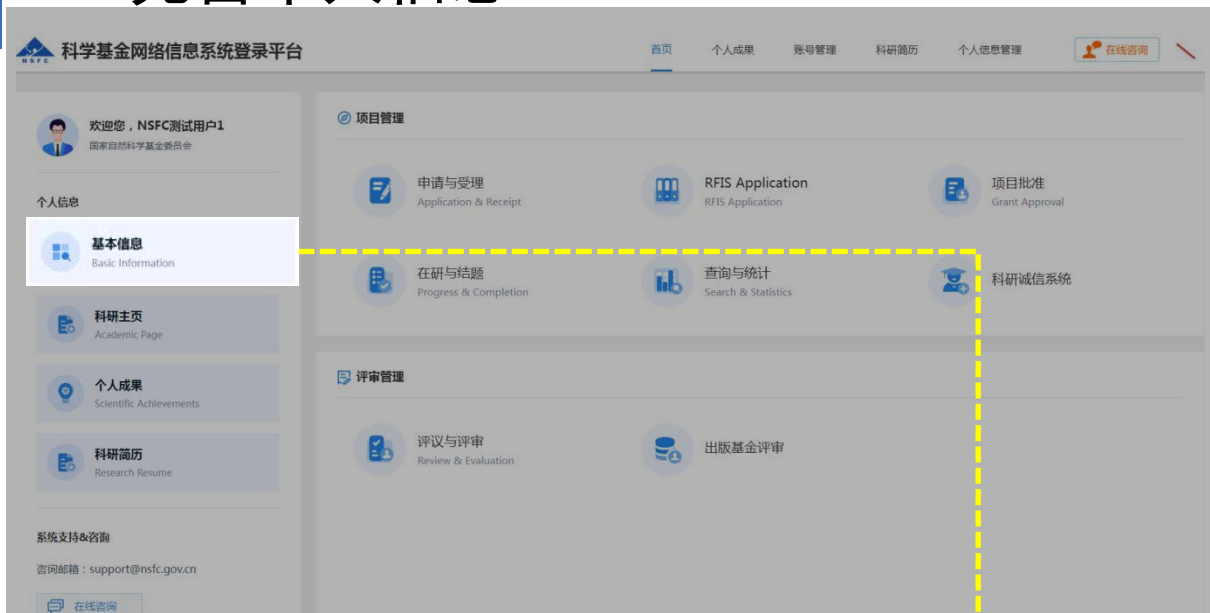 完善个人信息
NSFC
科学基金网络信息系统登录平台
首页 个人成果 账号管理 科研简历 个人信息管理 在线咨询
欢迎您，NSFC测试用户1
国家自然科学基金委员会
个人信息
基本信息
Basic Information
科研主页
Academic Page
个人成果
Scientific Achievements
科研简历
Research Resume
系统支持&咨询
咨询邮箱：support@nsfc.gov.cn
在线咨询
项目管理
申请与受理
Application & Receipt
RFIS Application
RFIS Application
项目批准
Grant Approval
在研与结题
Progress & Completion
查询与统计
Search & Statistics
科研诚信系统
评审管理
评议与评审
Review & Evaluation
出版基金评审